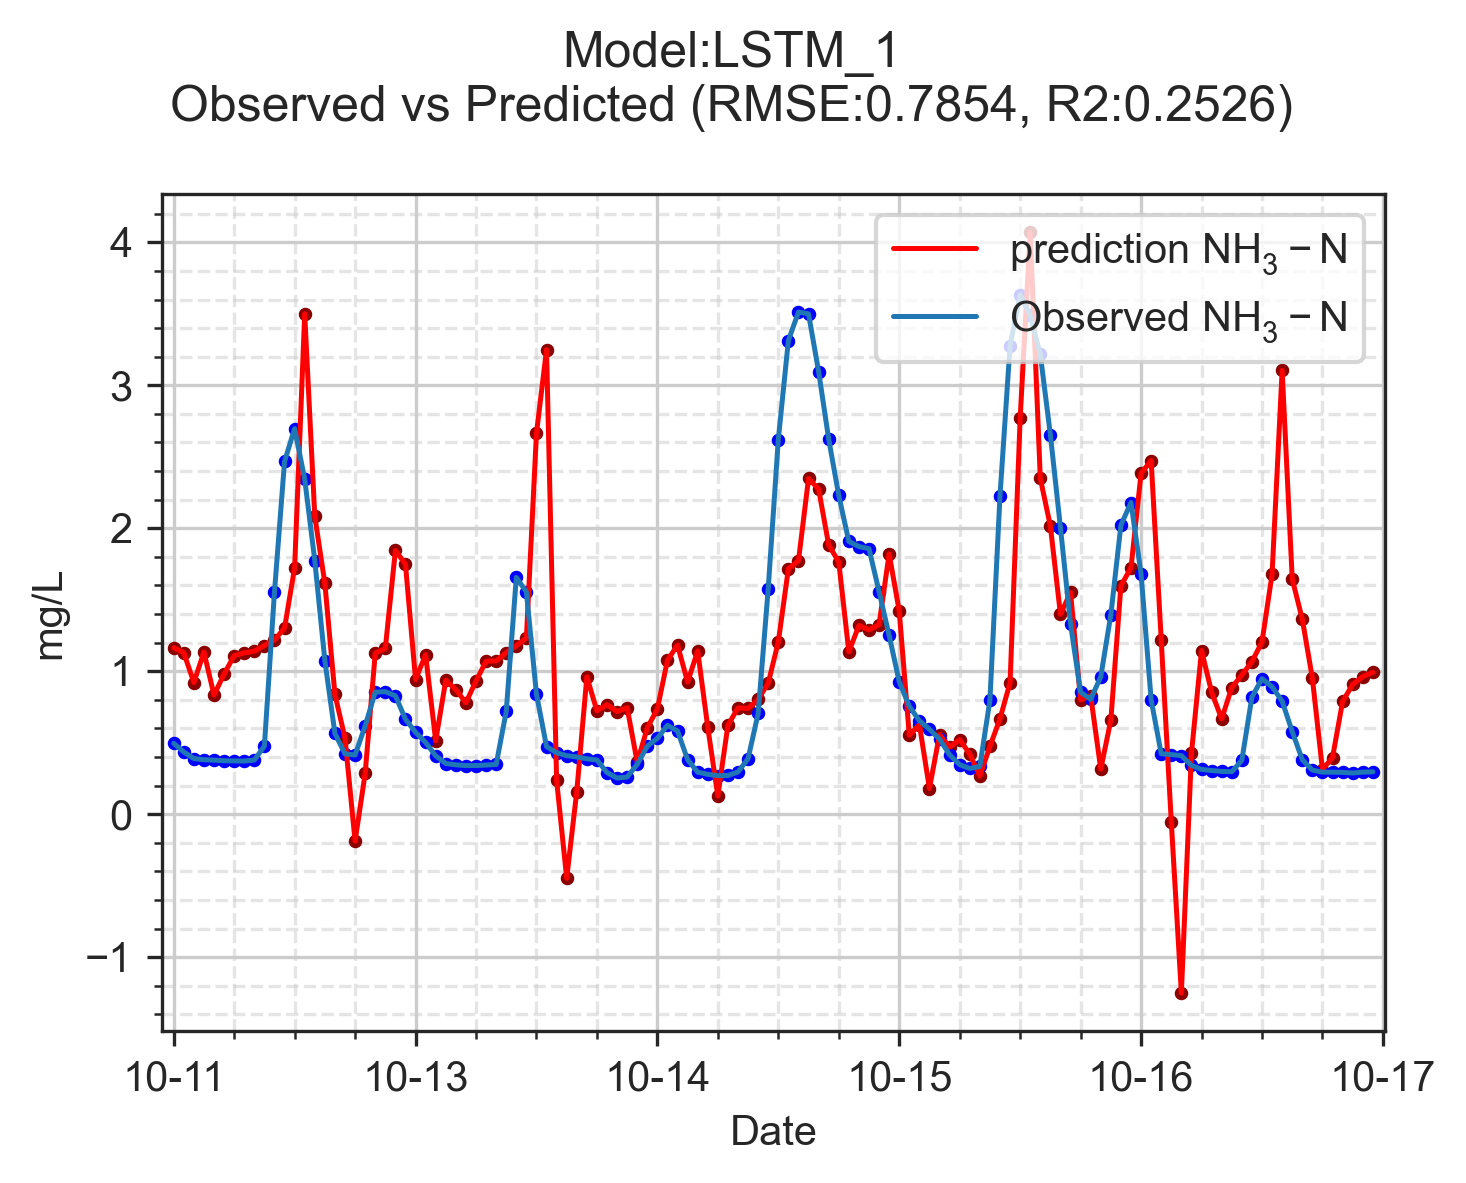 Model:LSTM_1
Observed vs Predicted (RMSE:0.7854, R2:0.2526)
prediction NH₃ − N
Observed NH₃ − N
4
3
2
1
0
−1
mg/L
10-11 10-13 10-14 10-15 10-16 10-17
Date